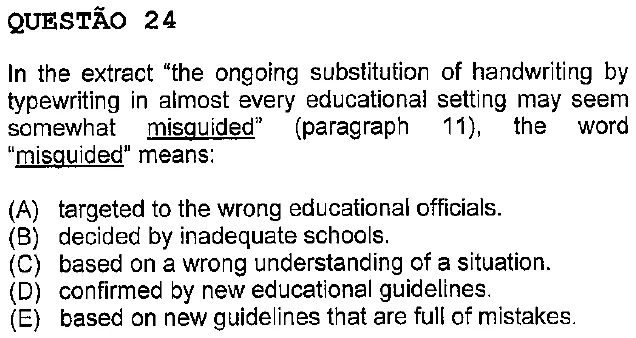 QUESTÃO 24
In the extract "the ongoing substitution of handwriting by
typewriting in almost every educational setting may seem
somewhat misguided" (paragraph 11), the word
"misguided" means:
(A) targeted to the wrong educational officials.
(B) decided by inadequate schools.
(C) based on a wrong understanding of a situation.
(D) confirmed by new educational guidelines.
(E) based on new guidelines that are full of mistakes.